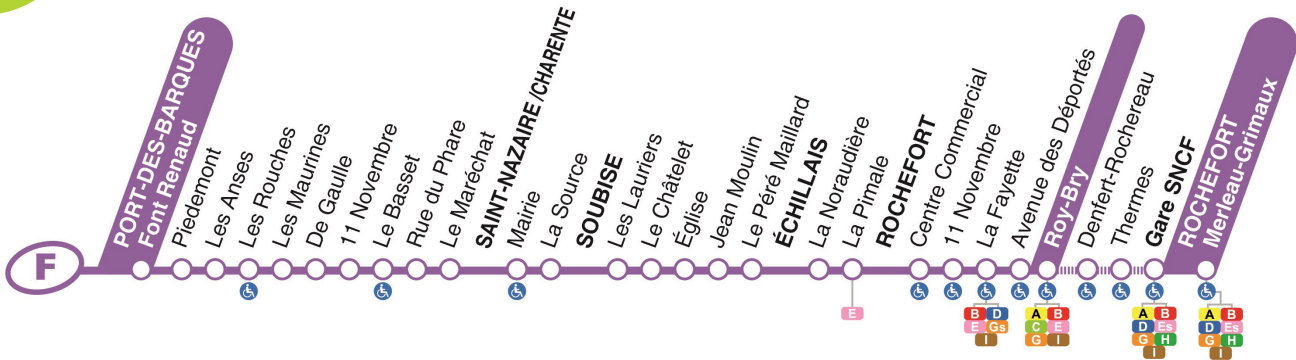 F
PORT-DES-BARQUES
Font Renaud
Piedemont
Les Anses
Les Rouches
Les Maurines
De Gaulle
11 Novembre
Le Basset
Rue du Phare
Le Maréchat
SAINT-NAZAIRE /CHARENTE
Mairie
La Source
SOUBISE
Les Lauriers
Le Châtelet
Église
Jean Moulin
Le Péré Maillard
ÉCHILLAIS
La Noraudière
La Pimale
ROCHEFORT
Centre Commercial
11 Novembre
La Fayette
Avenue des Déportés
Roy-Bry
Denfert-Rochereau
Thermes
Gare SNCF
ROCHEFORT
Merleau-Grimaux
E
B D
E Gs
I
A B
C E
G I
A B
D Es
G H
I
A B
D Es
G H
I